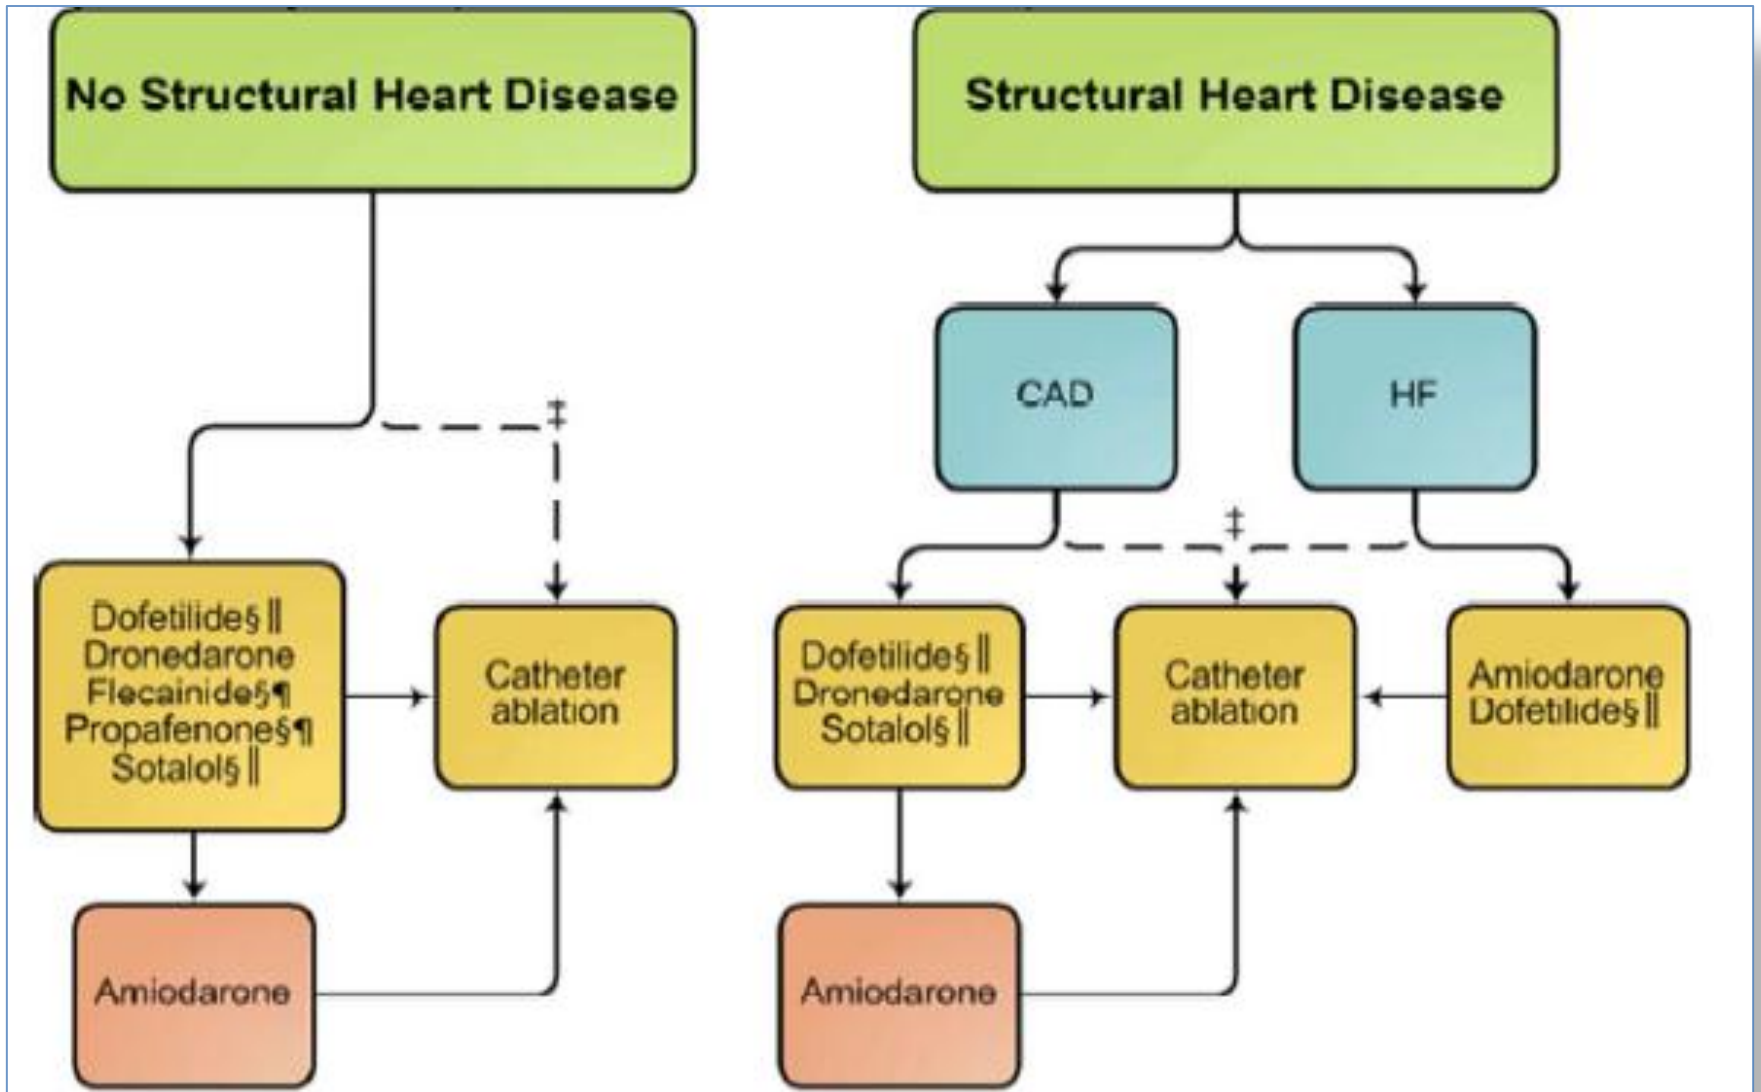 No Structural Heart Disease
Structural Heart Disease
CAD
HF
‡
‡
Dofetilide§‖
Dronedarone
Flecainide§¶
Propafenone§¶
Sotalol§‖
Catheter
ablation
Dofetilide§‖
Dronedarone
Sotalol§‖
Catheter
ablation
Amiodarone
Dofetilide§‖
Amiodarone
Amiodarone